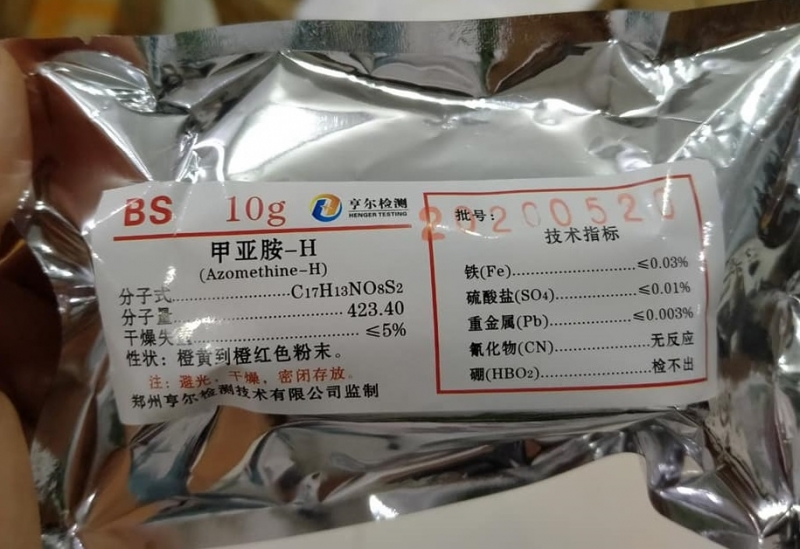 BS 10g 亨尔检测
HENGER TESTING
甲亚胺-H
(Azomethine-H)
分子式........................C17H13NO8S2
分子量........................423.40
干燥失........................≤5%
性状：橙黄到橙红色粉末。
注：避光，干燥，密闭存放。
郑州亨尔检测技术有限公司监制
批号：20200520
技术指标
铁(Fe)........................≤0.03%
硫酸盐(SO4)........................≤0.01%
重金属(Pb)........................≤0.003%
氰化物(CN)........................无反应
硼(HBO2)........................检不出